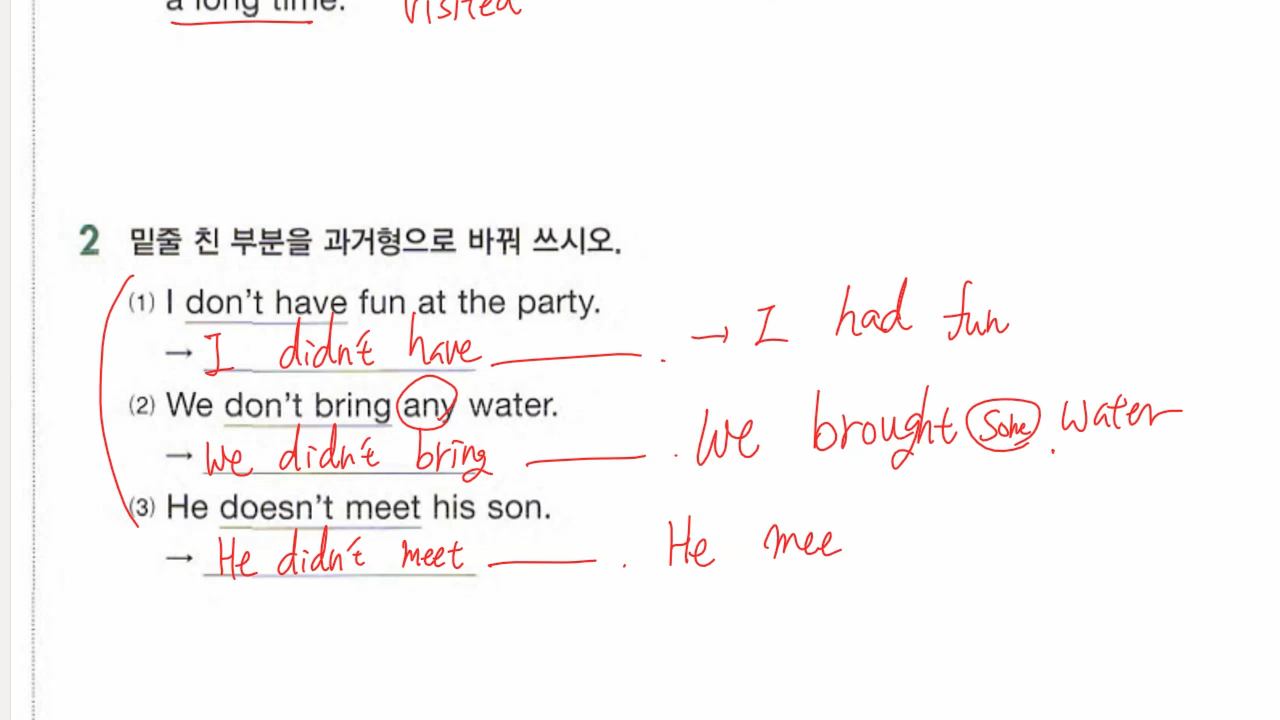 a long time. visited
2 밑줄 친 부분을 과거형으로 바꿔 쓰시오.
(1) I don't have fun at the party.
→ I didn't have . → I had fun
(2) We don't bring any water.
→ We didn't bring . We brought some water.
(3) He doesn't meet his son.
→ He didn't meet . He mee